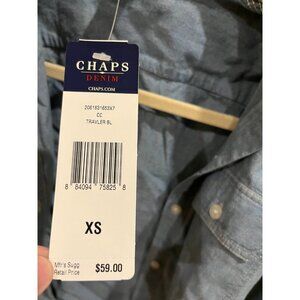 CHAPS
DENIM
CHAPS.COM
CC
TRAVLER BL
8 84094 75825 8
XS
Mfr's Sugg
Retail Price
$59.00